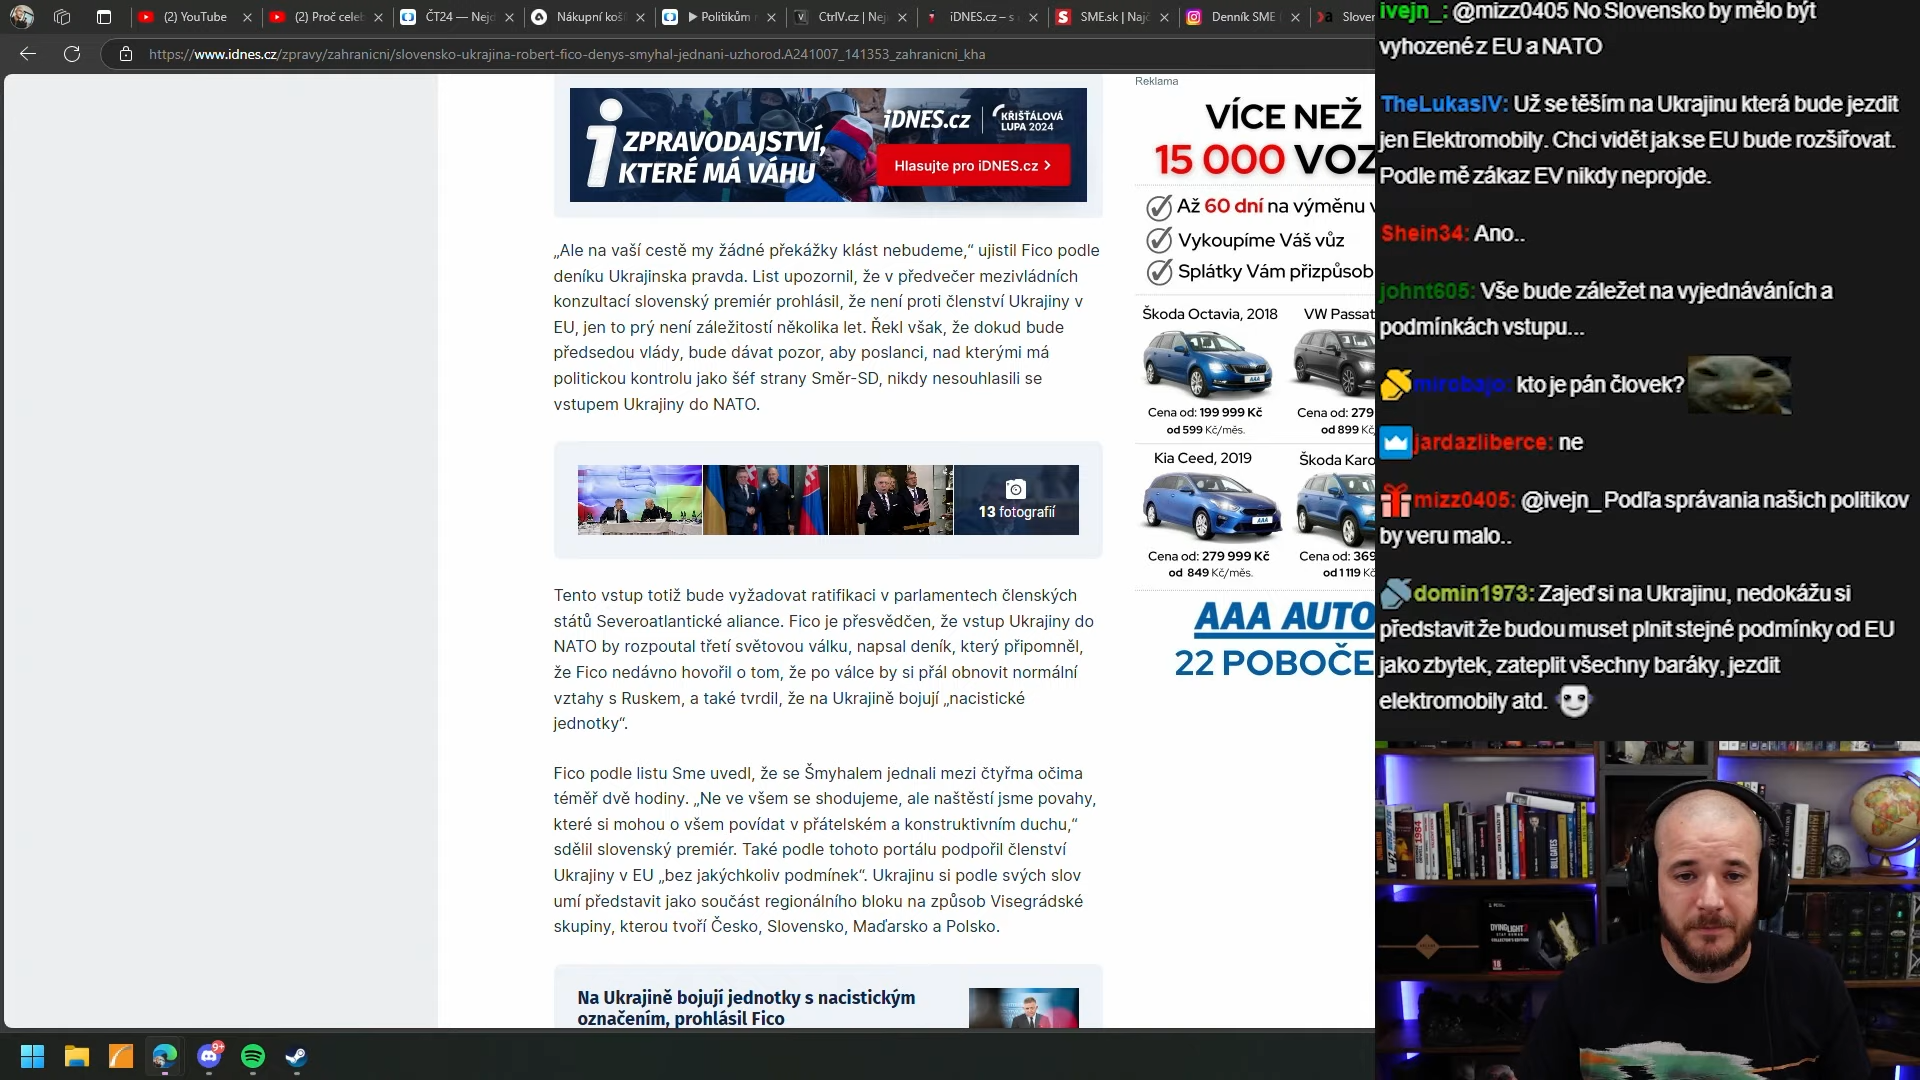 (2) YouTube
(2) Proč celeb
ČT24 — Nejd
Nákupní koší
Politikům
CtrlV.cz | Nej
iDNES.cz – s
SME.sk | Najč
Denník SME
Slover
https://www.idnes.cz/zpravy/zahranicni/slovensko-ukrajina-robert-fico-denys-smyhal-jednani-uzhorod.A241007_141353_zahranicni_kha
ZPRAVODAJSTVÍ,
KTERÉ MÁ VÁHU
iDNES.cz
KŘIŠŤÁLOVÁ
LUPA 2024
Hlasujte pro iDNES.cz
„Ale na vaší cestě my žádné překážky klást nebudeme,“ ujistil Fico podle
deníku Ukrajinska pravda. List upozornil, že v předvečer mezivládních
konzultací slovenský premiér prohlásil, že není proti členství Ukrajiny v
EU, jen to prý není záležitostí několika let. Řekl však, že dokud bude
předsedou vlády, bude dávat pozor, aby poslanci, nad kterými má
politickou kontrolu jako šéf strany Směr-SD, nikdy nesouhlasili se
vstupem Ukrajiny do NATO.
13 fotografií
Tento vstup totiž bude vyžadovat ratifikaci v parlamentech členských
států Severoatlantické aliance. Fico je přesvědčen, že vstup Ukrajiny do
NATO by rozpoutal třetí světovou válku, napsal deník, který připomněl,
že Fico nedávno hovořil o tom, že po válce by si přál obnovit normální
vztahy s Ruskem, a také tvrdil, že na Ukrajině bojují „nacistické
jednotky“.
Fico podle listu Sme uvedl, že se Šmyhalem jednali mezi čtyřma očima
téměř dvě hodiny. „Ne ve všem se shodujeme, ale naštěstí jsme povahy,
které si mohou o všem povídat v přátelském a konstruktivním duchu,“
sdělil slovenský premiér. Také podle tohoto portálu podpořil členství
Ukrajiny v EU „bez jakýchkoliv podmínek“. Ukrajinu si podle svých slov
umí představit jako součást regionálního bloku na způsob Visegrádské
skupiny, kterou tvoří Česko, Slovensko, Maďarsko a Polsko.
Na Ukrajině bojují jednotky s nacistickým
označením, prohlásil Fico
Reklama
VÍCE NEŽ
15 000 VOZ
Až 60 dní na výměnu v
Vykoupíme Váš vůz
Splátky Vám přizpůsob
Škoda Octavia, 2018
VW Passat
Cena od: 199 999 Kč
od 599 Kč/měs.
Cena od: 279
od 899 Kč
Kia Ceed, 2019
Škoda Karo
Cena od: 279 999 Kč
od 849 Kč/měs.
Cena od: 369
od 1 119 Kč
AAA AUTO
22 POBOČE
ivejn_: @mizz0405 No Slovensko by mělo být
vyhozené z EU a NATO
TheLukasIV: Už se těším na Ukrajinu která bude jezdit
jen Elektromobily. Chci vidět jak se EU bude rozšířovat.
Podle mě zákaz EV nikdy neprojde.
Shein34: Ano..
johnt605: Vše bude záležet na vyjednáváních a
podmínkách vstupu...
mirobajo: kto je pán človek?
jardazliberce: ne
mizz0405: @ivejn_ Podľa správania našich politikov
by veru malo..
domin1973: Zajeď si na Ukrajinu, nedokážu si
představit že budou muset plnit stejné podmínky od EU
jako zbytek, zateplit všechny baráky, jezdit
elektromobily atd.
1984
BILL GATES
DYING LIGHT 2
9+